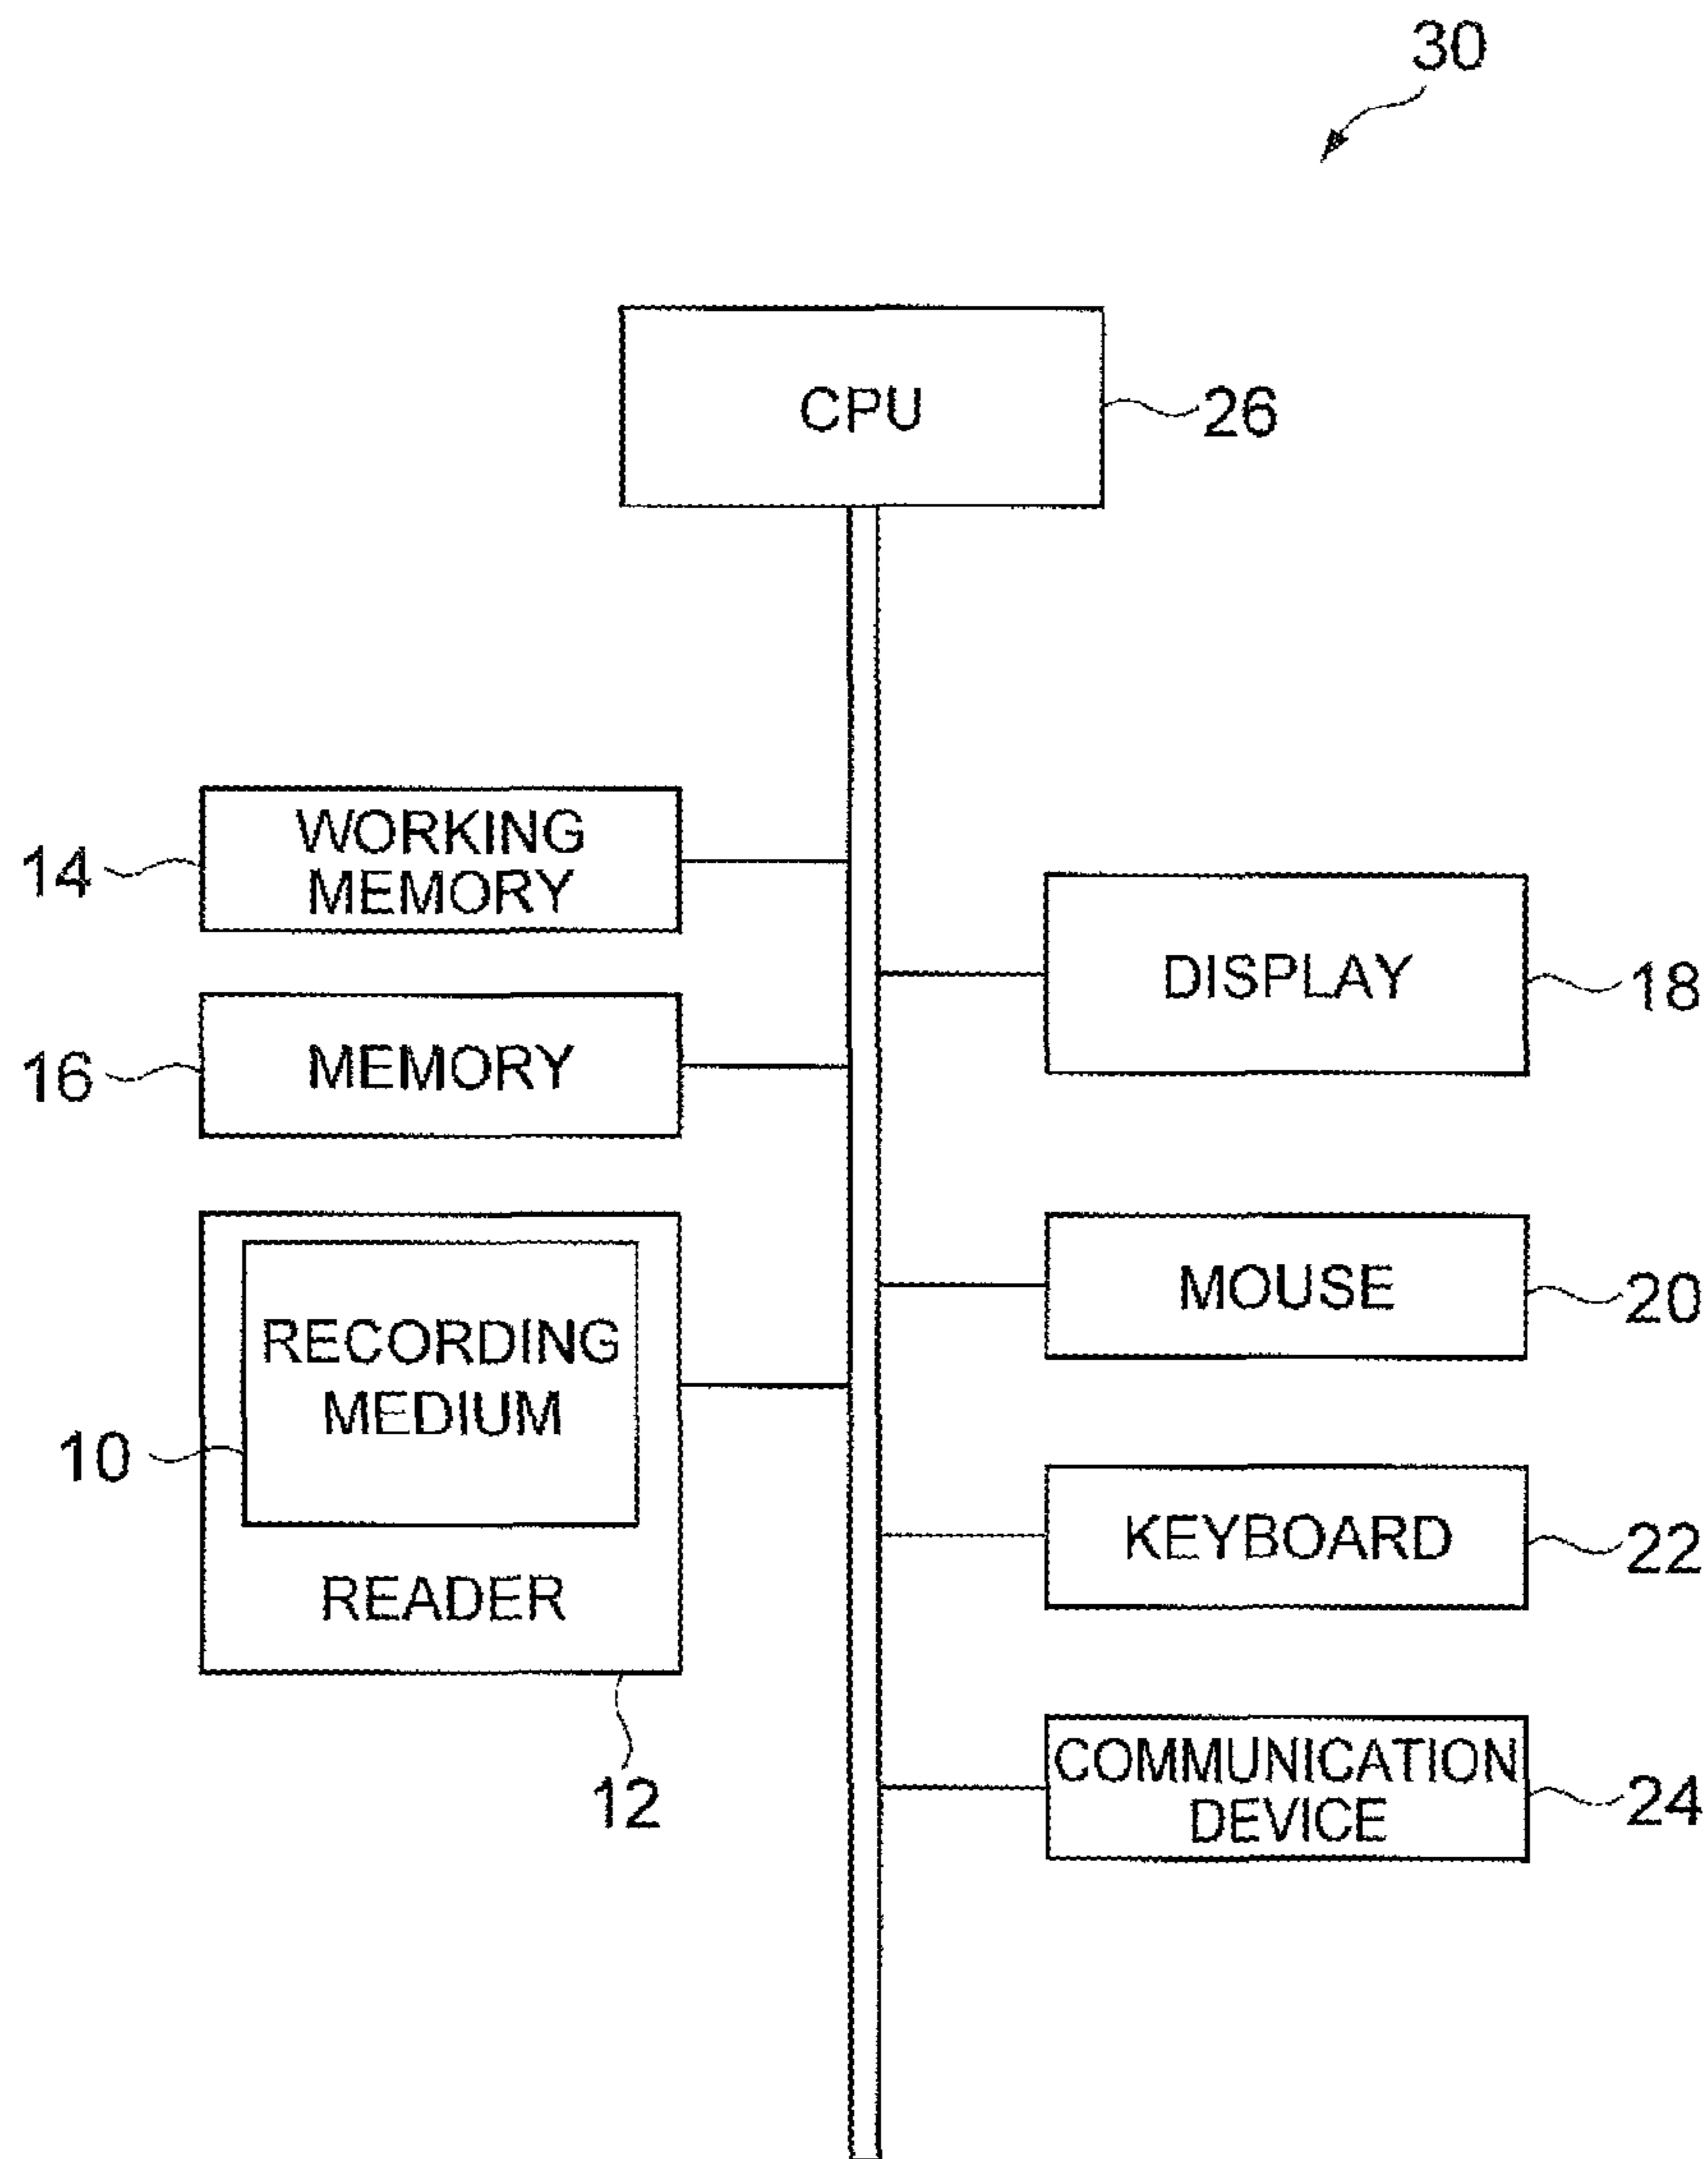 30
CPU
26
WORKING
MEMORY
14
DISPLAY
18
MEMORY
16
RECORDING
MEDIUM
10
READER
12
MOUSE
20
KEYBOARD
22
COMMUNICATION
DEVICE
24